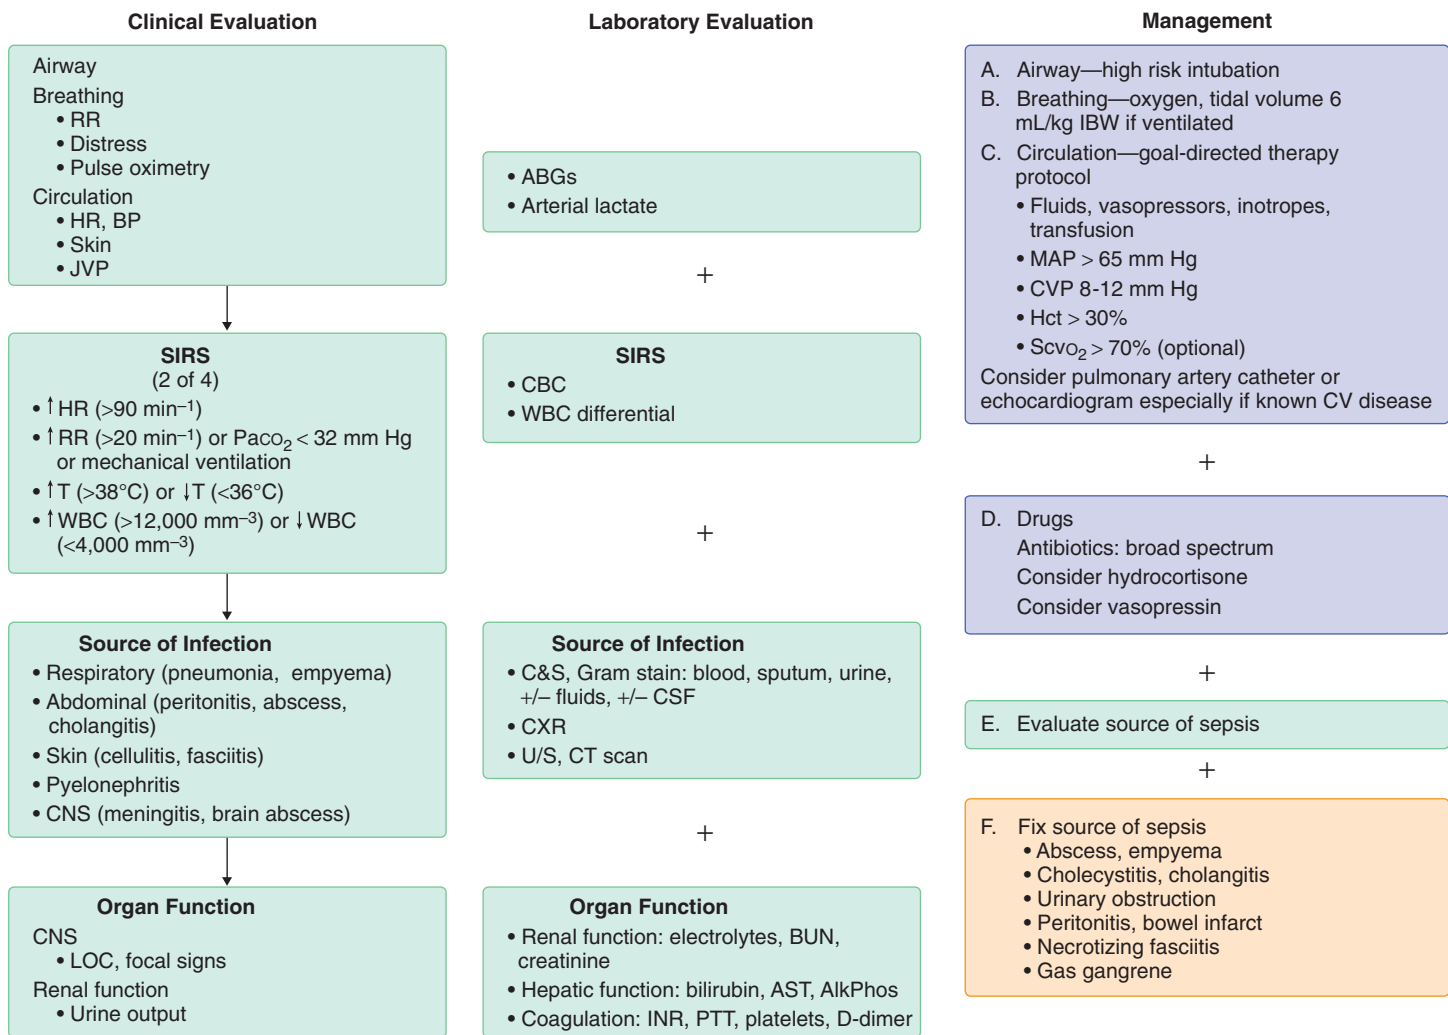 Clinical Evaluation
Airway
Breathing
• RR
• Distress
• Pulse oximetry
Circulation
• HR, BP
• Skin
• JVP
SIRS
(2 of 4)
• ↑HR (>90 min–1)
• ↑RR (>20 min–1) or PaCO2 < 32 mm Hg
or mechanical ventilation
• ↑T (>38°C) or ↓T (<36°C)
• ↑WBC (>12,000 mm–3) or ↓WBC
(<4,000 mm–3)
Source of Infection
• Respiratory (pneumonia, empyema)
• Abdominal (peritonitis, abscess,
cholangitis)
• Skin (cellulitis, fasciitis)
• Pyelonephritis
• CNS (meningitis, brain abscess)
Organ Function
CNS
• LOC, focal signs
Renal function
• Urine output
Laboratory Evaluation
• ABGs
• Arterial lactate
+
SIRS
• CBC
• WBC differential
+
Source of Infection
• C&S, Gram stain: blood, sputum, urine,
+/– fluids, +/– CSF
• CXR
• U/S, CT scan
+
Organ Function
• Renal function: electrolytes, BUN,
creatinine
• Hepatic function: bilirubin, AST, AlkPhos
• Coagulation: INR, PTT, platelets, D-dimer
Management
A. Airway—high risk intubation
B. Breathing—oxygen, tidal volume 6
mL/kg IBW if ventilated
C. Circulation—goal-directed therapy
protocol
• Fluids, vasopressors, inotropes,
transfusion
• MAP > 65 mm Hg
• CVP 8-12 mm Hg
• Hct > 30%
• ScvO2 > 70% (optional)
Consider pulmonary artery catheter or
echocardiogram especially if known CV disease
+
D. Drugs
Antibiotics: broad spectrum
Consider hydrocortisone
Consider vasopressin
+
E. Evaluate source of sepsis
+
F. Fix source of sepsis
• Abscess, empyema
• Cholecystitis, cholangitis
• Urinary obstruction
• Peritonitis, bowel infarct
• Necrotizing fasciitis
• Gas gangrene